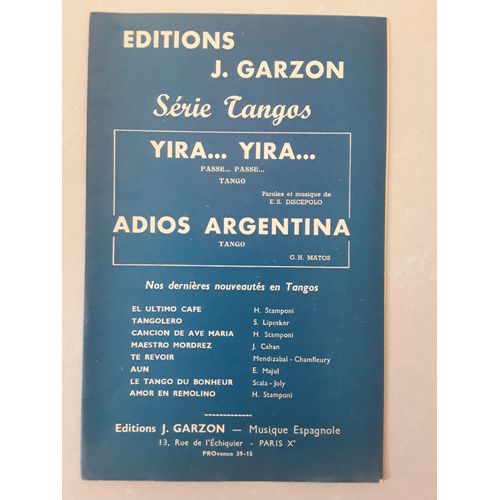 EDITIONS
J. GARZON
Série Tangos
YIRA... YIRA...
PASSE... PASSE...
TANGO
Paroles et musique de
E. S. DISCEPOLO
ADIOS ARGENTINA
TANGO
G. H. MATOS
Nos dernières nouveautés en Tangos
EL ULTIMO CAFE H. Stamponi
TANGOLERO S. Lipesker
CANCION DE AVE MARIA H. Stamponi
MAESTRO MORDREZ J. Cahan
TE REVOIR Mendizabal - Chamfleury
AUN E. Majul
LE TANGO DU BONHEUR Scala - Joly
AMOR EN REMOLINO H. Stamponi
Editions J. GARZON — Musique Espagnole
13, Rue de l'Échiquier - PARIS Xe
PROvence 39-15